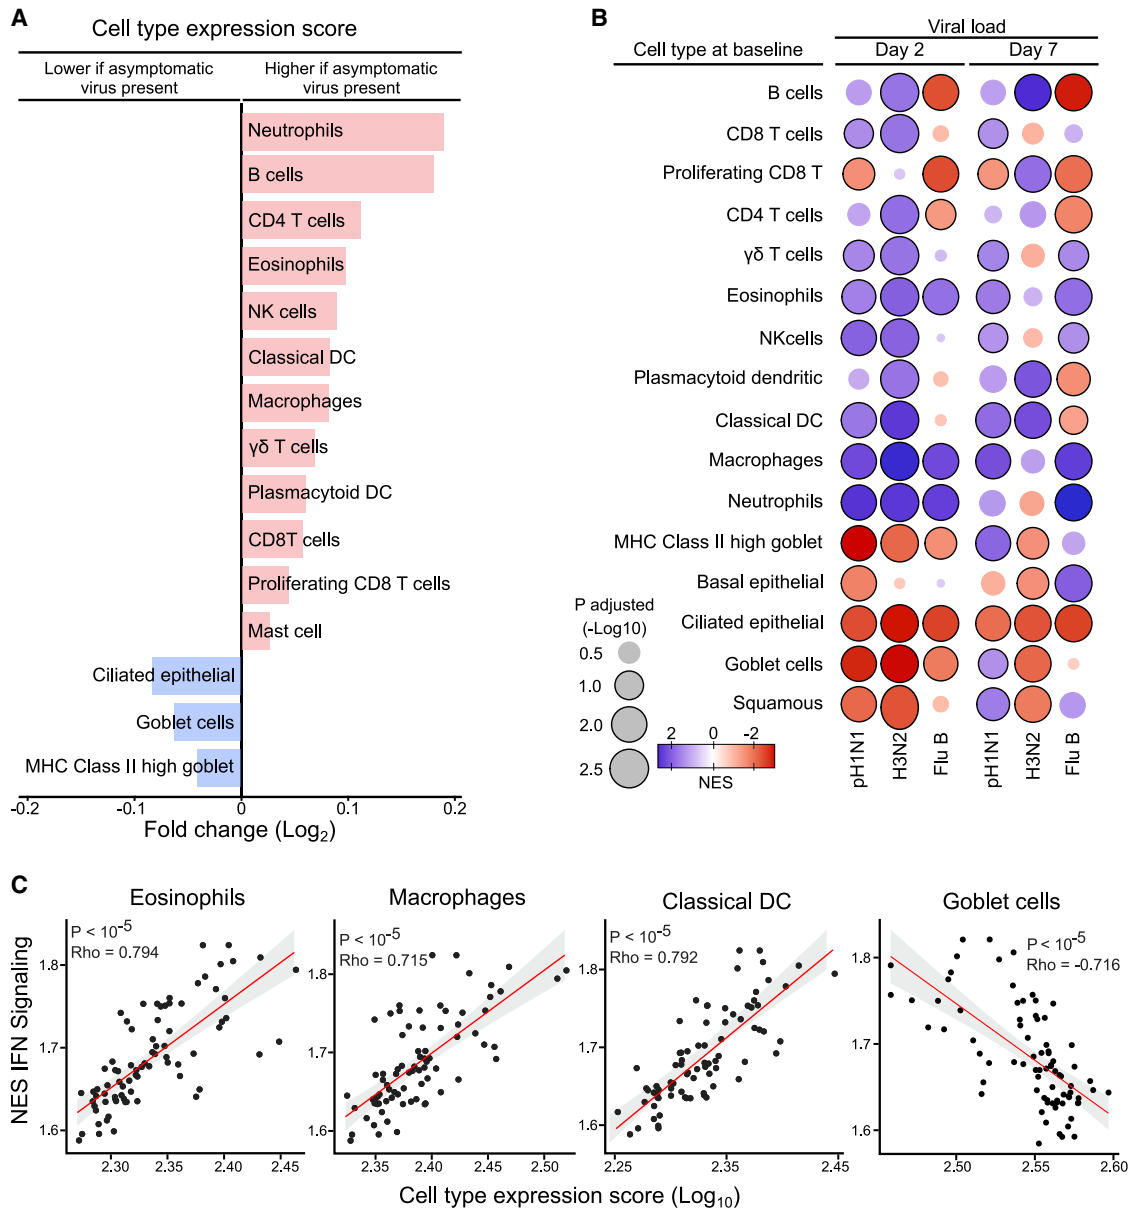 A
Cell type expression score
Lower if asymptomatic
virus present
Higher if asymptomatic
virus present
Neutrophils
B cells
CD4 T cells
Eosinophils
NK cells
Classical DC
Macrophages
γδ T cells
Plasmacytoid DC
CD8T cells
Proliferating CD8 T cells
Mast cell
Ciliated epithelial
Goblet cells
MHC Class II high goblet
-0.2 -0.1 0 0.1 0.2
Fold change (Log2)
B
Viral load
Cell type at baseline Day 2 Day 7
B cells
CD8 T cells
Proliferating CD8 T
CD4 T cells
γδ T cells
Eosinophils
NKcells
Plasmacytoid dendritic
Classical DC
Macrophages
Neutrophils
MHC Class II high goblet
Basal epithelial
Ciliated epithelial
Goblet cells
Squamous
pH1N1 H3N2 Flu B pH1N1 H3N2 Flu B
P adjusted
(-Log10)
0.5
1.0
2.0
2.5
2 0 -2
NES
C
Eosinophils
P < 10-5
Rho = 0.794
1.8
1.7
1.6
2.30 2.35 2.40 2.45
Macrophages
P < 10-5
Rho = 0.715
1.8
1.7
1.6
2.35 2.40 2.45 2.50
Classical DC
P < 10-5
Rho = 0.792
1.8
1.7
1.6
2.25 2.35 2.35 2.45
Goblet cells
P < 10-5
Rho = -0.716
1.8
1.7
1.6
2.50 2.55 2.60
NES IFN Signaling
Cell type expression score (Log10)